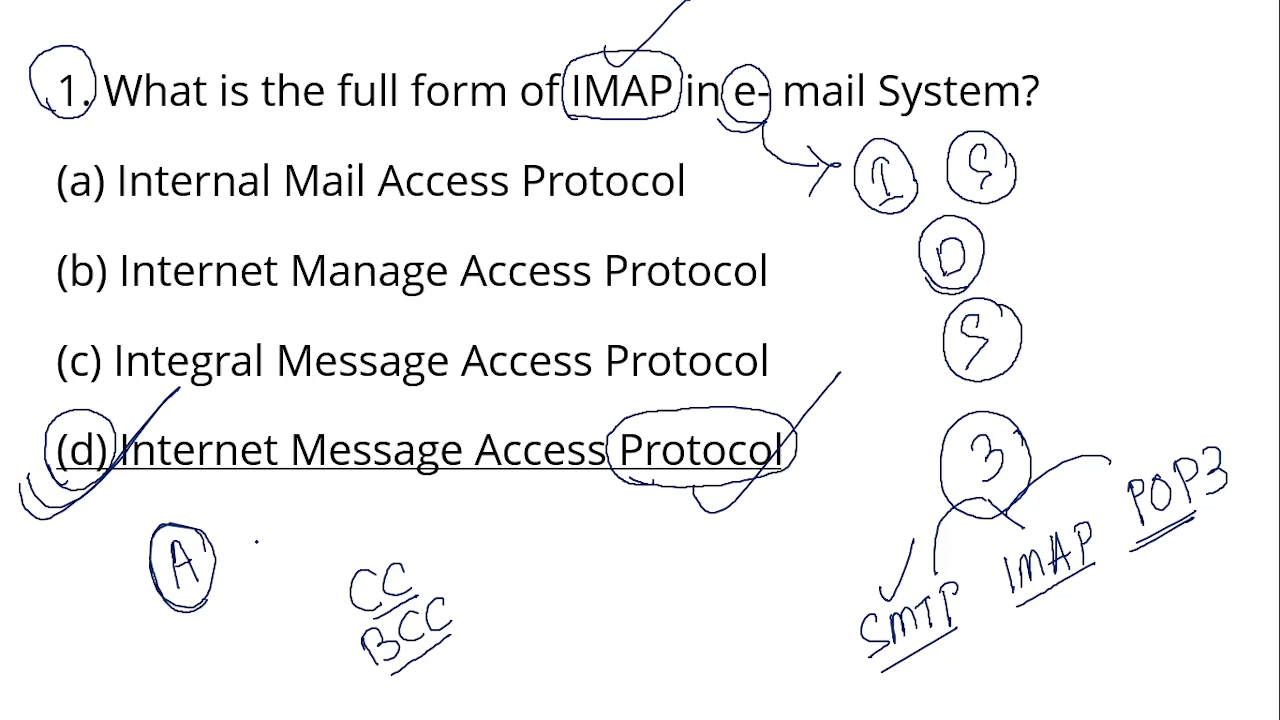 1. What is the full form of IMAP in e- mail System?
(a) Internal Mail Access Protocol
(b) Internet Manage Access Protocol
(c) Integral Message Access Protocol
(d) Internet Message Access Protocol
I
D
3
A
CC
BCC
SMTP
IMAP
POP3